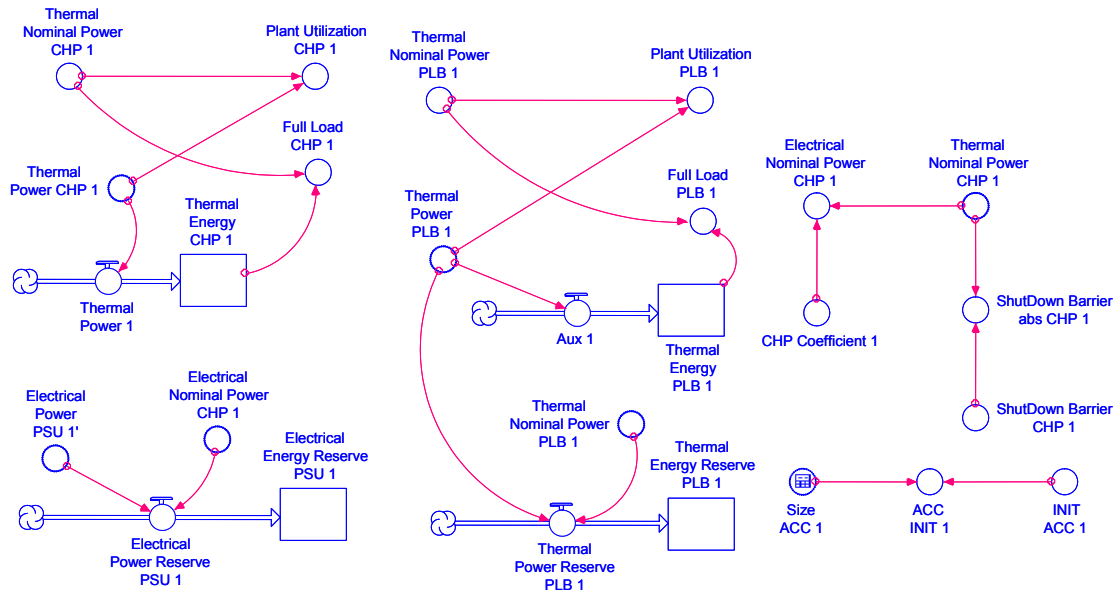 Thermal
Nominal Power
CHP 1
Plant Utilization
CHP 1
Full Load
CHP 1
Thermal
Power CHP 1
Thermal
Energy
CHP 1
Thermal
Power 1
Electrical
Power
PSU 1'
Electrical
Nominal Power
CHP 1
Electrical
Energy Reserve
PSU 1
Electrical
Power Reserve
PSU 1
Thermal
Nominal Power
PLB 1
Plant Utilization
PLB 1
Full Load
PLB 1
Thermal
Power
PLB 1
Aux 1
Thermal
Energy
PLB 1
Thermal
Nominal Power
PLB 1
Thermal
Energy Reserve
PLB 1
Thermal
Power Reserve
PLB 1
Electrical
Nominal Power
CHP 1
Thermal
Nominal Power
CHP 1
CHP Coefficient 1
ShutDown Barrier
abs CHP 1
ShutDown Barrier
CHP 1
Size
ACC 1
ACC
INIT 1
INIT
ACC 1